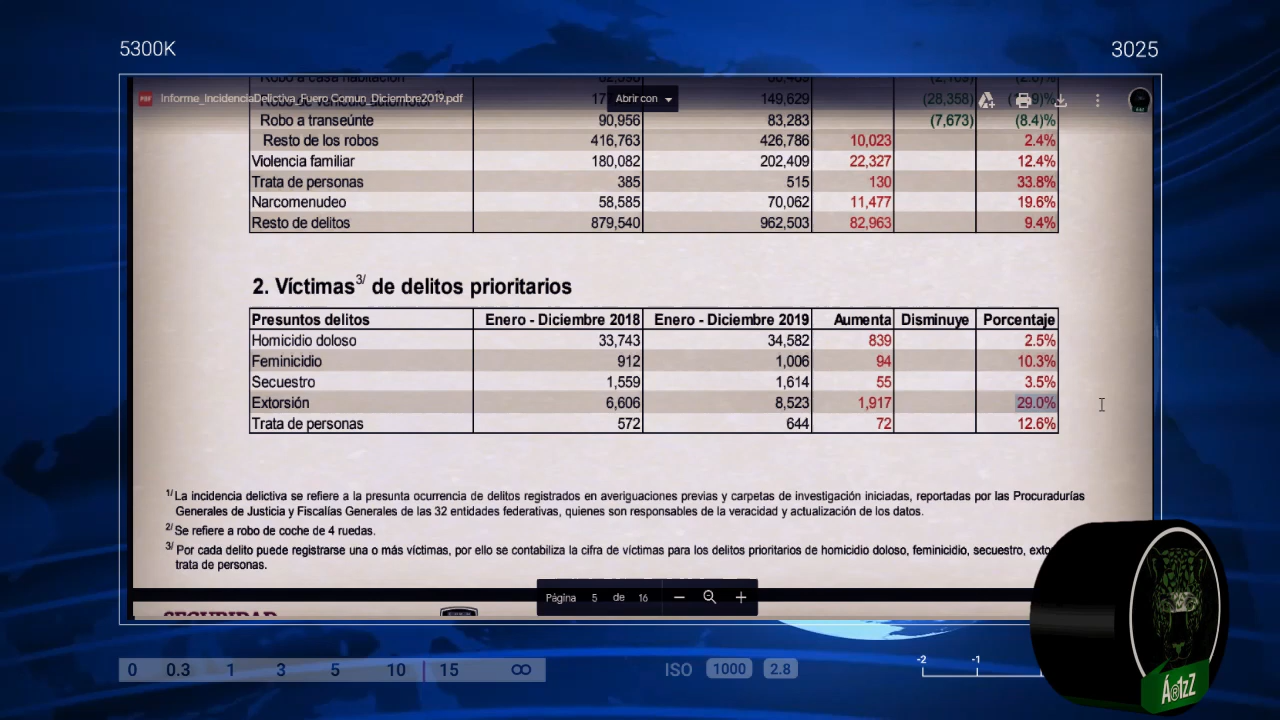 5300K
3025
Robo a casa habitación
Informe_IncidenciaDelictiva_Fuero Comun_Diciembre2019.pdf
Abrir con
149,629 (28,358)
Robo a transeúnte 90,956 83,283 (7,673) (8.4)%
Resto de los robos 416,763 426,786 10,023 2.4%
Violencia familiar 180,082 202,409 22,327 12.4%
Trata de personas 385 515 130 33.8%
Narcomenudeo 58,585 70,062 11,477 19.6%
Resto de delitos 879,540 962,503 82,963 9.4%
2. Víctimas3/ de delitos prioritarios
Presuntos delitos Enero - Diciembre 2018 Enero - Diciembre 2019 Aumenta Disminuye Porcentaje
Homicidio doloso 33,743 34,582 839 2.5%
Feminicidio 912 1,006 94 10.3%
Secuestro 1,559 1,614 55 3.5%
Extorsión 6,606 8,523 1,917 29.0%
Trata de personas 572 644 72 12.6%
1/ La incidencia delictiva se refiere a la presunta ocurrencia de delitos registrados en averiguaciones previas y carpetas de investigación iniciadas, reportadas por las Procuradurías
Generales de Justicia y Fiscalías Generales de las 32 entidades federativas, quienes son responsables de la veracidad y actualización de los datos.
2/ Se refiere a robo de coche de 4 ruedas.
3/ Por cada delito puede registrarse una o más víctimas, por ello se contabiliza la cifra de víctimas para los delitos prioritarios de homicidio doloso, feminicidio, secuestro, exto
trata de personas.
Página 5 de 16
SEGURIDAD
0 0.3 1 3 5 10 15 ∞
ISO 1000 2.8
-2 -1
Á®1zZ